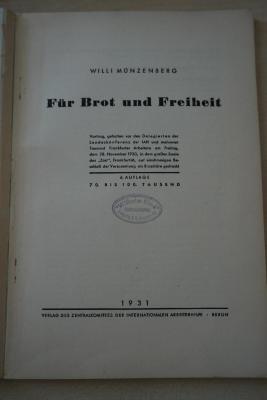 WILLI MÜNZENBERG
Für Brot und Freiheit
Vortrag, gehalten vor den Delegierten der
Landeskonferenz der IAH und mehreren
Tausend Frankfurter Arbeitern am Freitag,
dem 28. November 1930, in dem großen Saale
des „Zoo“, Frankfurt/M., auf einstimmigen Be-
schluß der Versammlung als Broschüre gedruckt
4. AUFLAGE
70. BIS 100. TAUSEND
1931
VERLAG DES ZENTRALKOMITEES DER INTERNATIONALEN ARBEITERHILFE · BERLIN